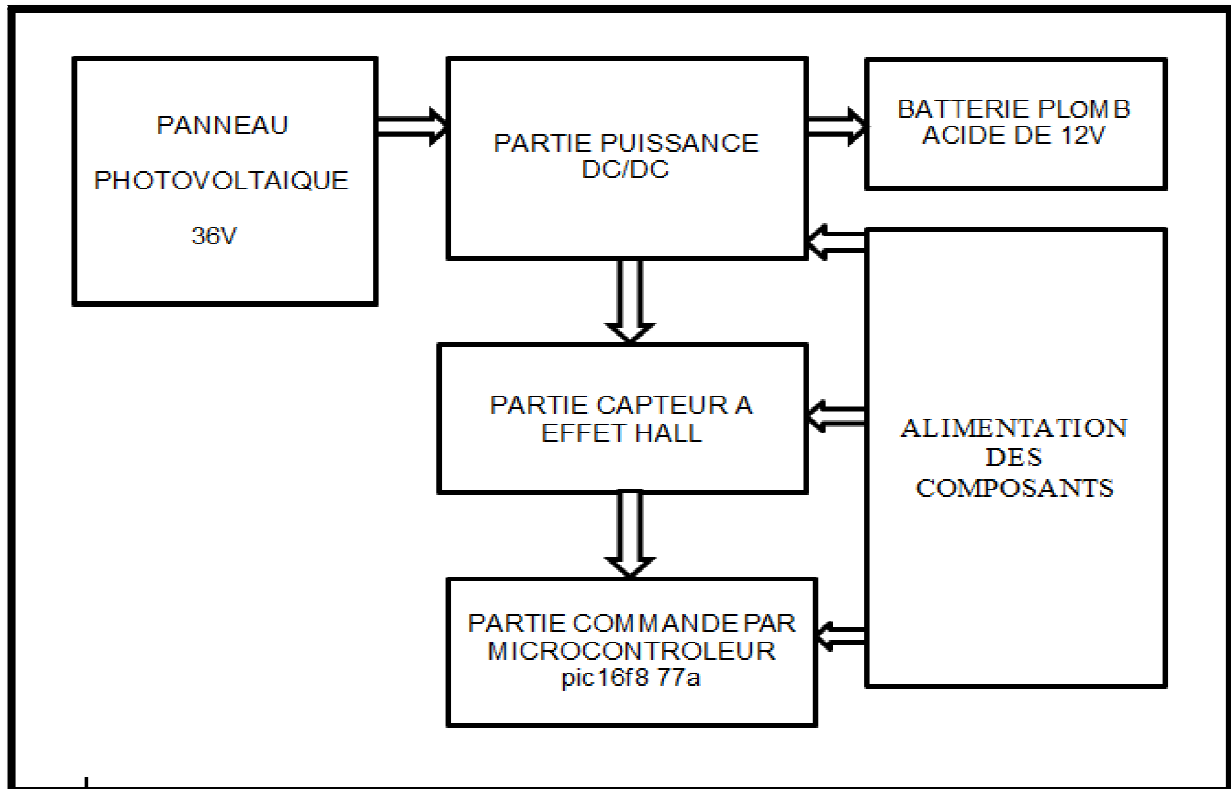 PANNEAU
PHOTOVOLTAIQUE
36V
PARTIE PUISSANCE
DC/DC
BATTERIE PLOMB
ACIDE DE 12V
PARTIE CAPTEUR A
EFFET HALL
ALIMENTATION
DES
COMPOSANTS
PARTIE COMMANDE PAR
MICROCONTROLEUR
pic16f8 77a